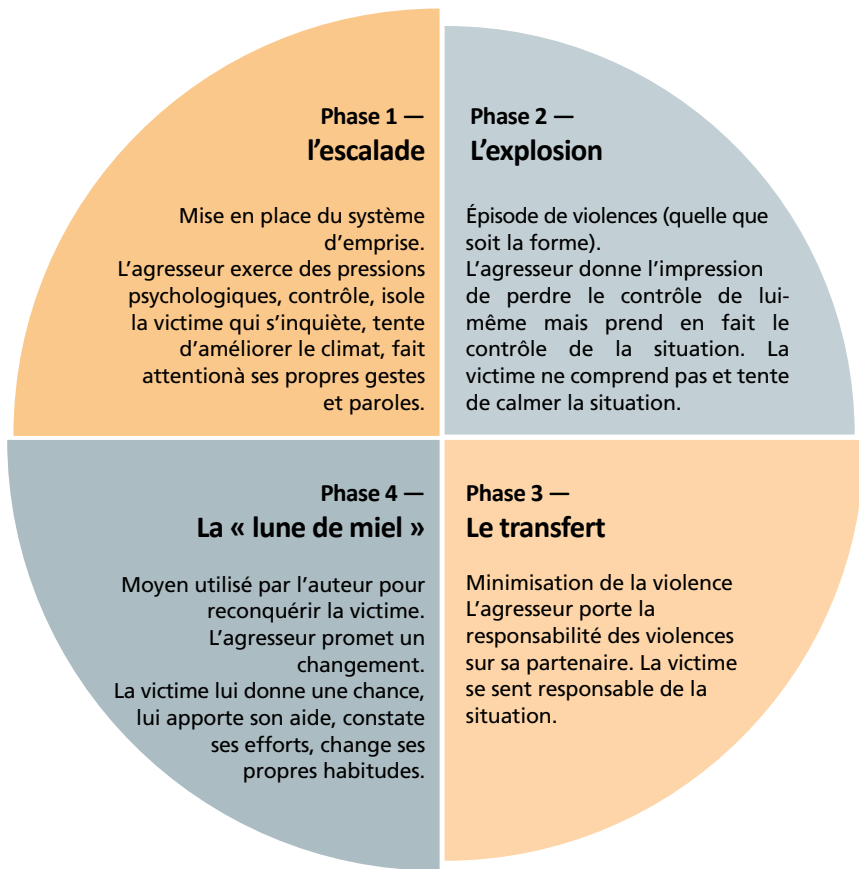 Phase 1 —
l'escalade
Mise en place du système
d'emprise.
L'agresseur exerce des pressions
psychologiques, contrôle, isole
la victime qui s'inquiète, tente
d'améliorer le climat, fait
attentionà ses propres gestes
et paroles.
Phase 2 —
L'explosion
Épisode de violences (quelle que
soit la forme).
L'agresseur donne l'impression
de perdre le contrôle de lui-
même mais prend en fait le
contrôle de la situation. La
victime ne comprend pas et tente
de calmer la situation.
Phase 3 —
Le transfert
Minimisation de la violence
L'agresseur porte la
responsabilité des violences
sur sa partenaire. La victime
se sent responsable de la
situation.
Phase 4 —
La « lune de miel »
Moyen utilisé par l'auteur pour
reconquérir la victime.
L'agresseur promet un
changement.
La victime lui donne une chance,
lui apporte son aide, constate
ses efforts, change ses
propres habitudes.